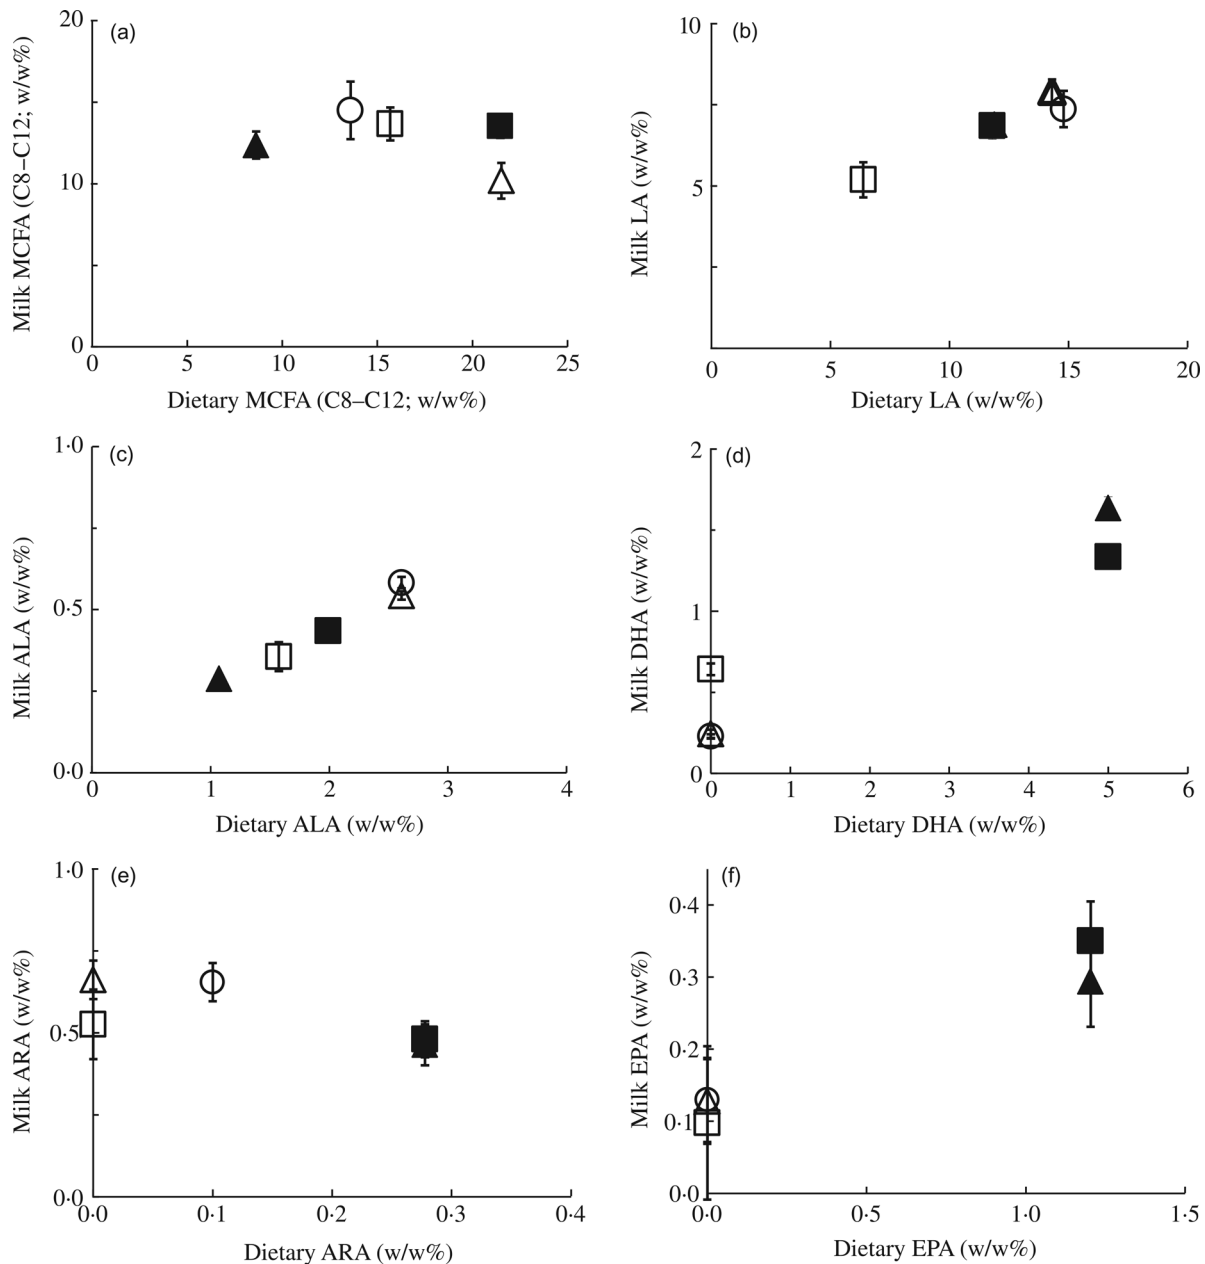 (a)
20
10
0
0 5 10 15 20 25
Milk MCFA (C8–C12; w/w%)
Dietary MCFA (C8–C12; w/w%)
(b)
10
5
0 5 10 15 20
Milk LA (w/w%)
Dietary LA (w/w%)
(c)
1·0
0·5
0·0
0 1 2 3 4
Milk ALA (w/w%)
Dietary ALA (w/w%)
(d)
2
1
0
0 1 2 3 4 5 6
Milk DHA (w/w%)
Dietary DHA (w/w%)
(e)
1·0
0·5
0·0
0·0 0·1 0·2 0·3 0·4
Milk ARA (w/w%)
Dietary ARA (w/w%)
(f)
0·4
0·3
0·2
0·1
0·0
0·0 0·5 1·0 1·5
Milk EPA (w/w%)
Dietary EPA (w/w%)